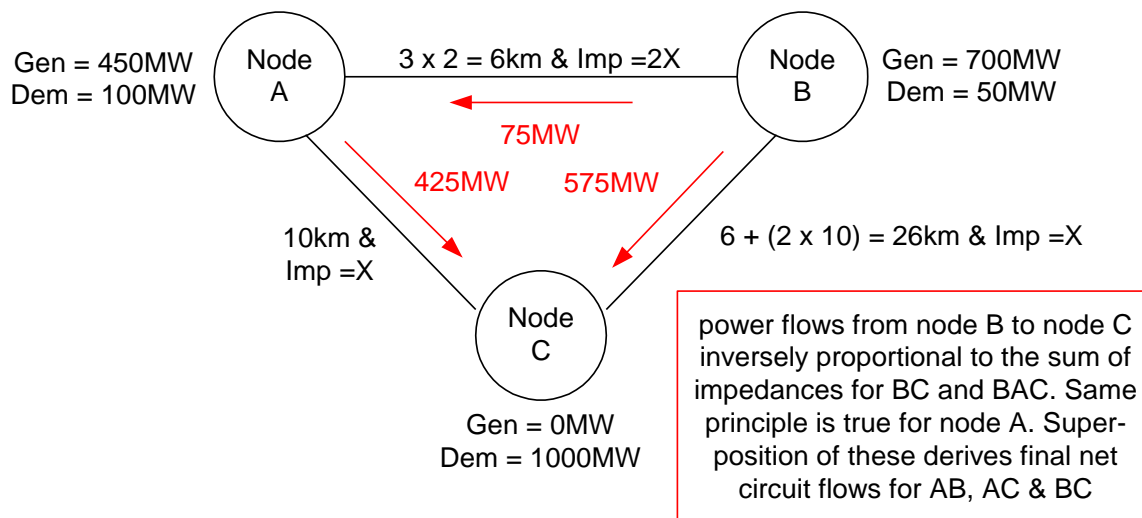 Node
A
Gen = 450MW
Dem = 100MW
3 x 2 = 6km & Imp =2X
Node
B
Gen = 700MW
Dem = 50MW
75MW
425MW
575MW
10km &
Imp =X
6 + (2 x 10) = 26km & Imp =X
Node
C
Gen = 0MW
Dem = 1000MW
power flows from node B to node C
inversely proportional to the sum of
impedances for BC and BAC. Same
principle is true for node A. Super-
position of these derives final net
circuit flows for AB, AC & BC